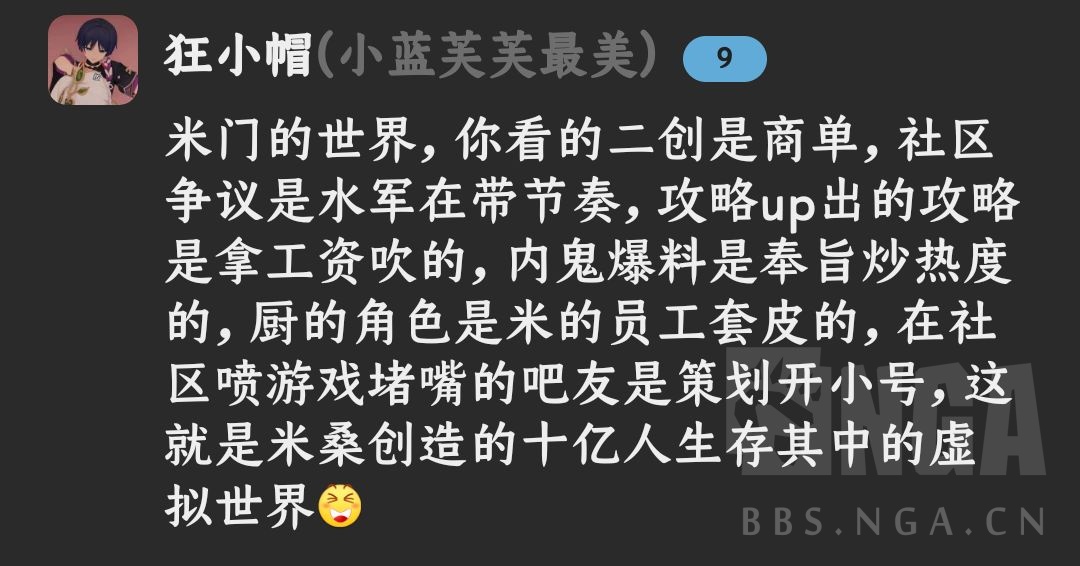 狂小帽(小蓝芙芙最美) 9
米门的世界，你看的二创是商单，社区
争议是水军在带节奏，攻略up出的攻略
是拿工资吹的，内鬼爆料是奉旨炒热度
的，厨的角色是米的员工套皮的，在社
区喷游戏堵嘴的吧友是策划开小号，这
就是米桑创造的十亿人生存其中的虚
拟世界
NGA
BBS.NGA.CN